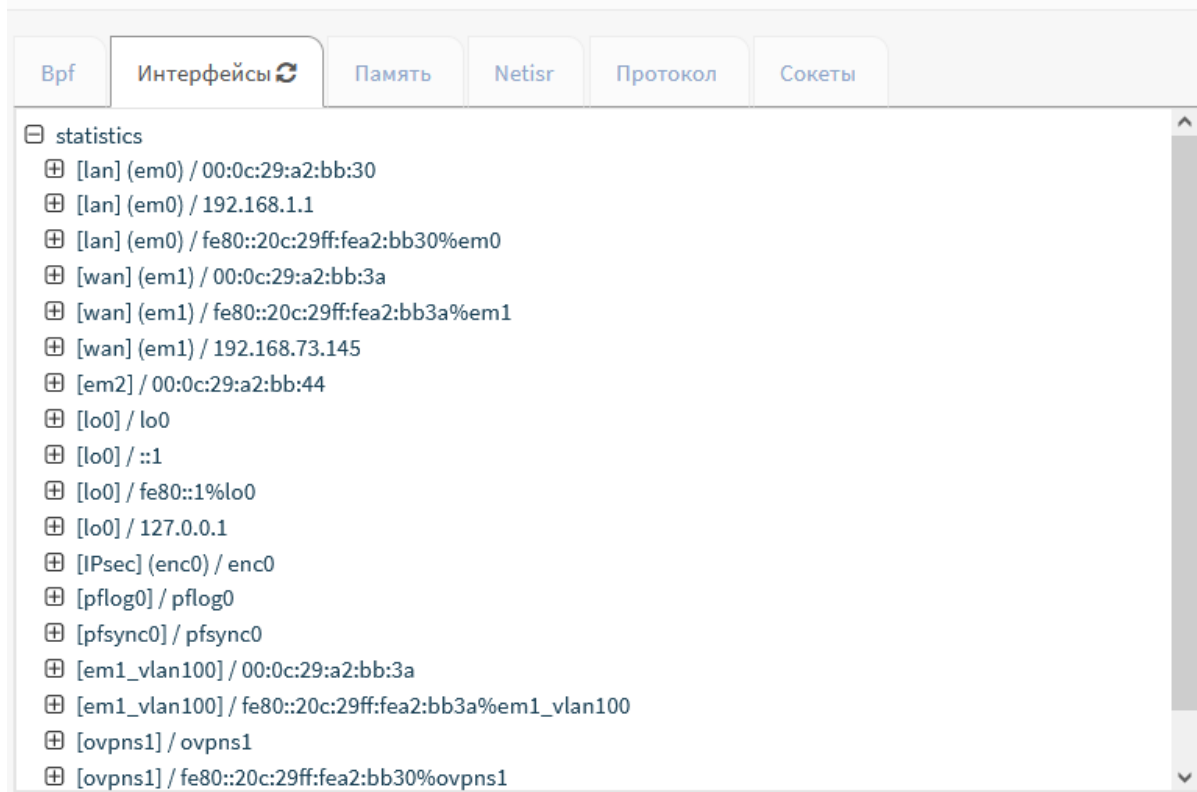 Bpf Интерфейсы Память Netisr Протокол Сокеты
statistics
[lan] (em0) / 00:0c:29:a2:bb:30
[lan] (em0) / 192.168.1.1
[lan] (em0) / fe80::20c:29ff:fea2:bb30%em0
[wan] (em1) / 00:0c:29:a2:bb:3a
[wan] (em1) / fe80::20c:29ff:fea2:bb3a%em1
[wan] (em1) / 192.168.73.145
[em2] / 00:0c:29:a2:bb:44
[lo0] / lo0
[lo0] / ::1
[lo0] / fe80::1%lo0
[lo0] / 127.0.0.1
[IPsec] (enc0) / enc0
[pflog0] / pflog0
[pfsync0] / pfsync0
[em1_vlan100] / 00:0c:29:a2:bb:3a
[em1_vlan100] / fe80::20c:29ff:fea2:bb3a%em1_vlan100
[ovpns1] / ovpns1
[ovpns1] / fe80::20c:29ff:fea2:bb30%ovpns1